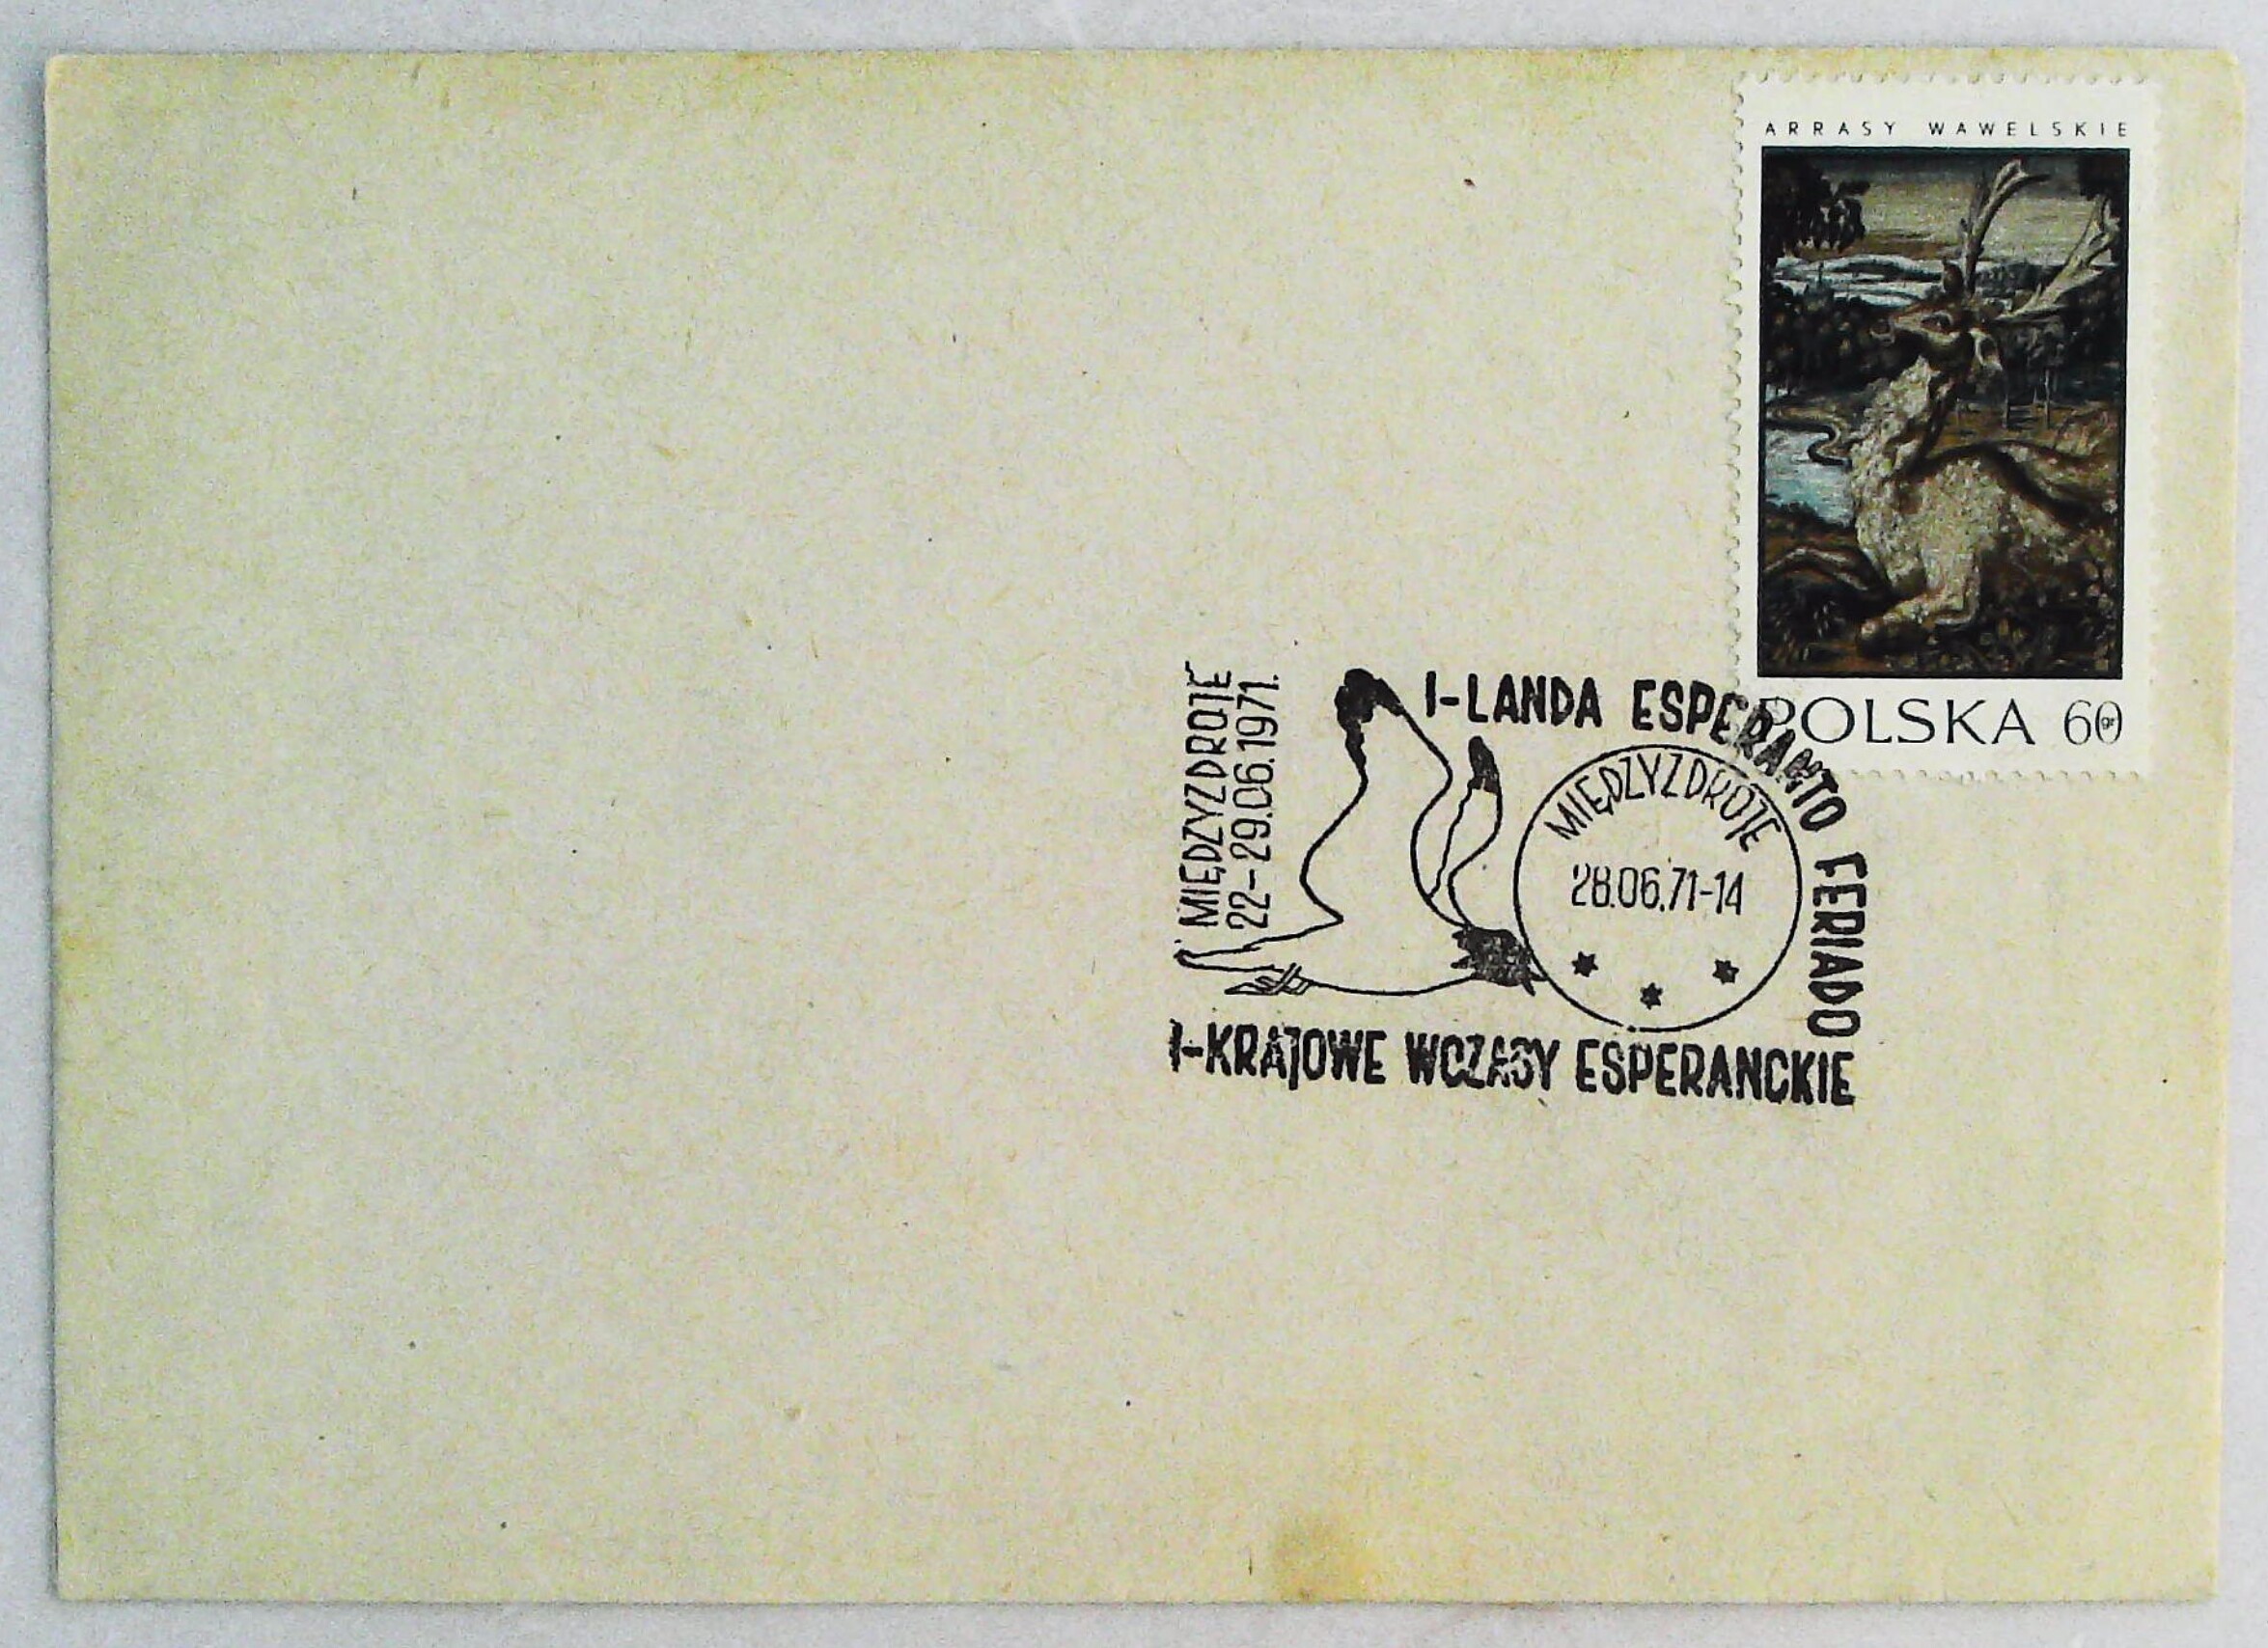 ARRASY WAWELSKIE
POLSKA 60 gr
MIĘDZYZDROJE
22-29.06.1971.
I-LANDA ESPERANTO FERIADO
MIĘDZYZDROJE
28.06.71-14
I-KRAJOWE WCZASY ESPERANCKIE